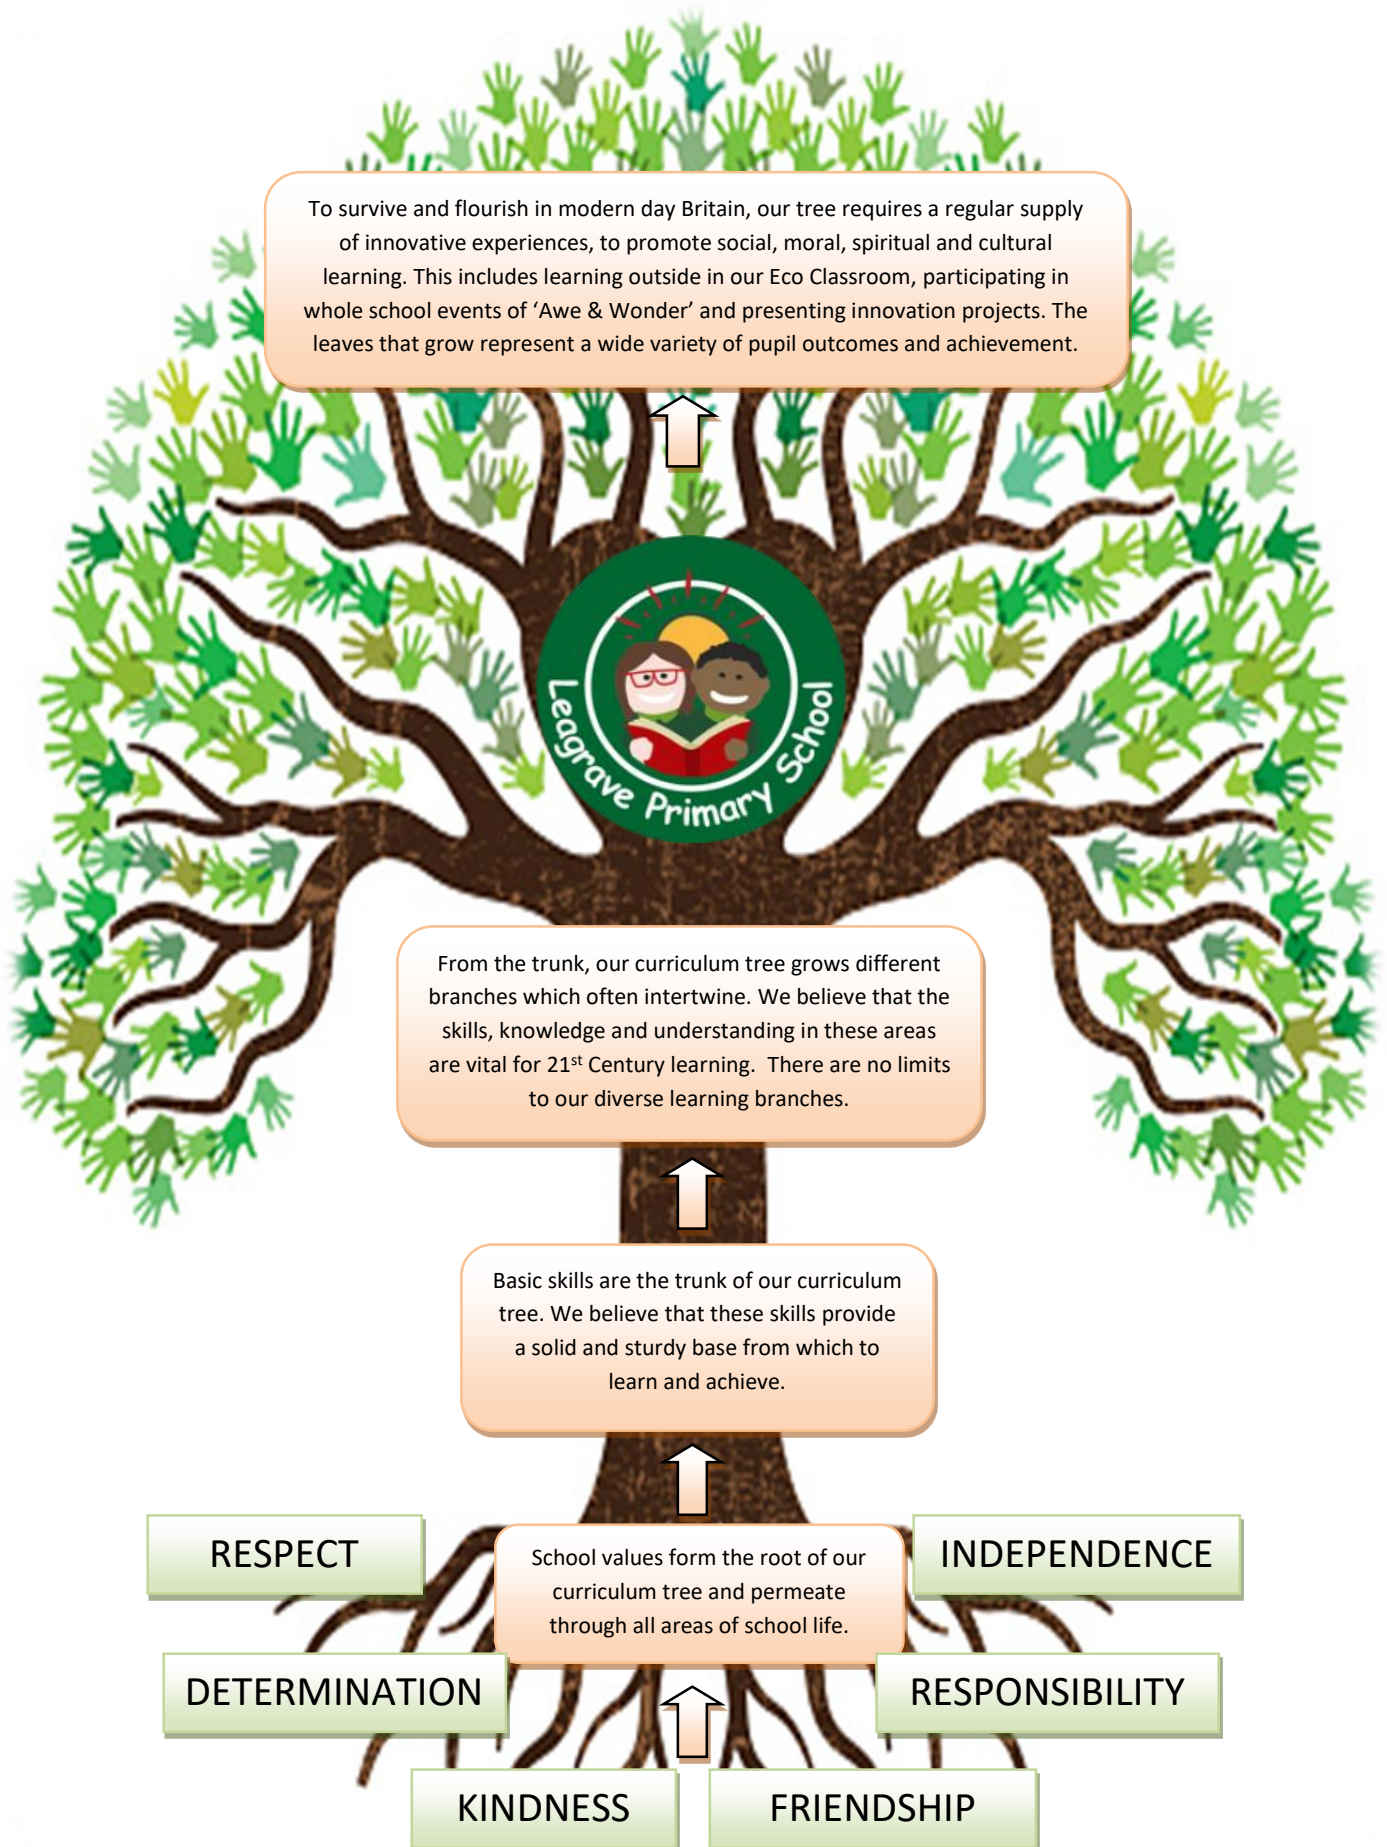 To survive and flourish in modern day Britain, our tree requires a regular supply
of innovative experiences, to promote social, moral, spiritual and cultural
learning. This includes learning outside in our Eco Classroom, participating in
whole school events of ‘Awe & Wonder’ and presenting innovation projects. The
leaves that grow represent a wide variety of pupil outcomes and achievement.
Leagrave Primary School
From the trunk, our curriculum tree grows different
branches which often intertwine. We believe that the
skills, knowledge and understanding in these areas
are vital for 21st Century learning.  There are no limits
to our diverse learning branches.
Basic skills are the trunk of our curriculum
tree. We believe that these skills provide
a solid and sturdy base from which to
learn and achieve.
School values form the root of our
curriculum tree and permeate
through all areas of school life.
RESPECT
INDEPENDENCE
DETERMINATION
RESPONSIBILITY
KINDNESS
FRIENDSHIP